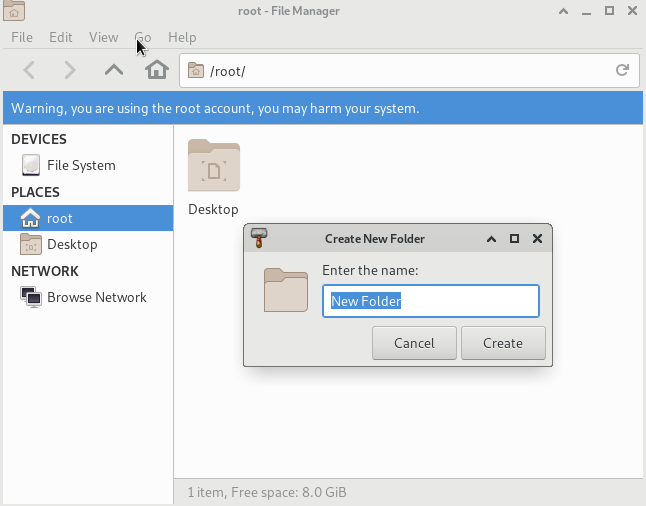 root - File Manager
File Edit View Go Help
/root/
Warning, you are using the root account, you may harm your system.
DEVICES
File System
PLACES
root
Desktop
NETWORK
Browse Network
Desktop
Create New Folder
Enter the name:
New Folder
Cancel Create
1 item, Free space: 8.0 GiB